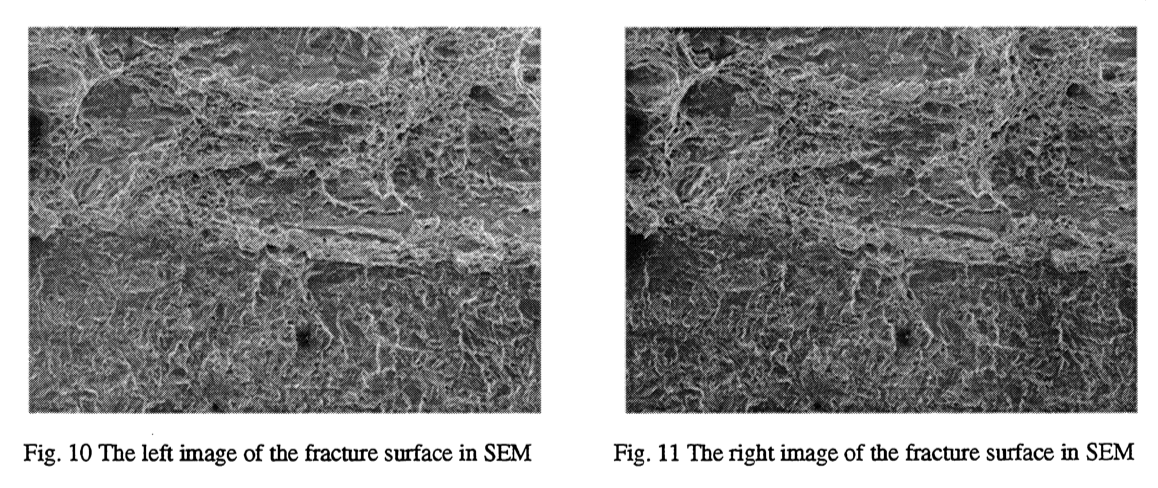 Fig. 10 The left image of the fracture surface in SEM
Fig. 11 The right image of the fracture surface in SEM